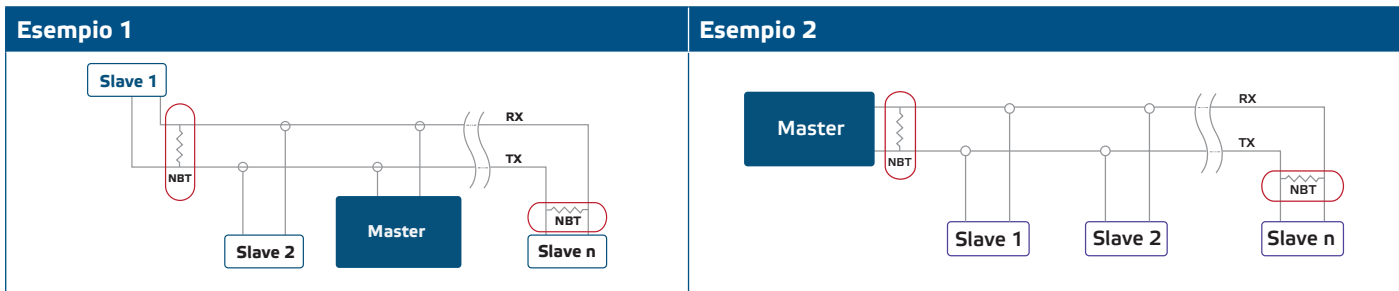 Esempio 1
Slave 1
RX
TX
NBT
NBT
Slave 2
Master
Slave n
Esempio 2
Master
RX
TX
NBT
NBT
Slave 1
Slave 2
Slave n